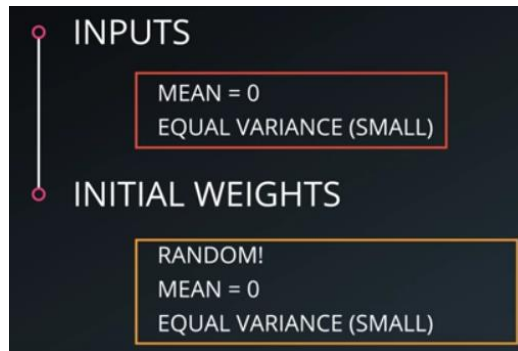 INPUTS
MEAN = 0
EQUAL VARIANCE (SMALL)
INITIAL WEIGHTS
RANDOM!
MEAN = 0
EQUAL VARIANCE (SMALL)